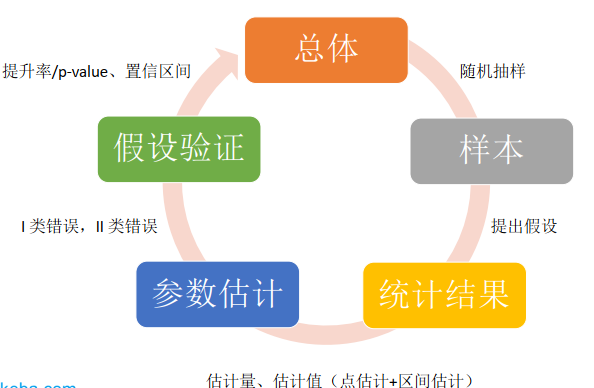 总体
提升率/p-value、置信区间
随机抽样
假设验证
样本
I 类错误，II 类错误
提出假设
参数估计
统计结果
估计量、估计值（点估计+区间估计）